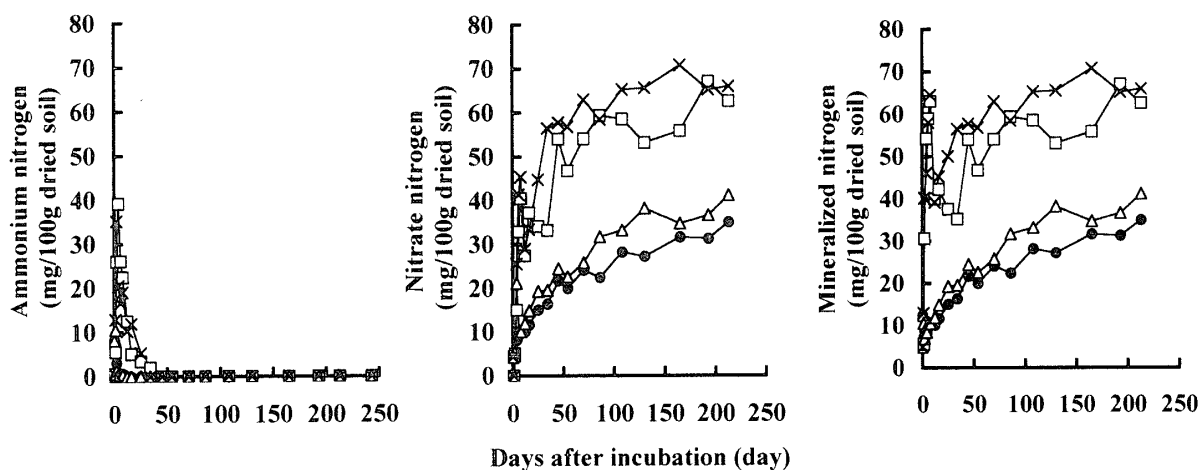 Ammonium nitrogen
(mg/100g dried soil)
80
70
60
50
40
30
20
10
0
0 50 100 150 200 250
Nitrate nitrogen
(mg/100g dried soil)
80
70
60
50
40
30
20
10
0
0 50 100 150 200 250
Mineralized nitrogen
(mg/100g dried soil)
80
70
60
50
40
30
20
10
0
0 50 100 150 200 250
Days after incubation (day)